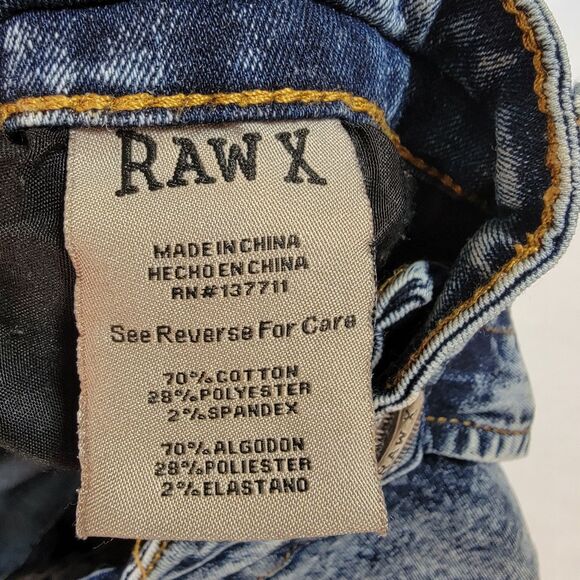 RAW X
MADE IN CHINA
HECHO EN CHINA
RN#137711
See Reverse For Care
70% COTTON
28% POLYESTER
2% SPANDEX
70% ALGODON
28% POLIESTER
2% ELASTANO
RAW X